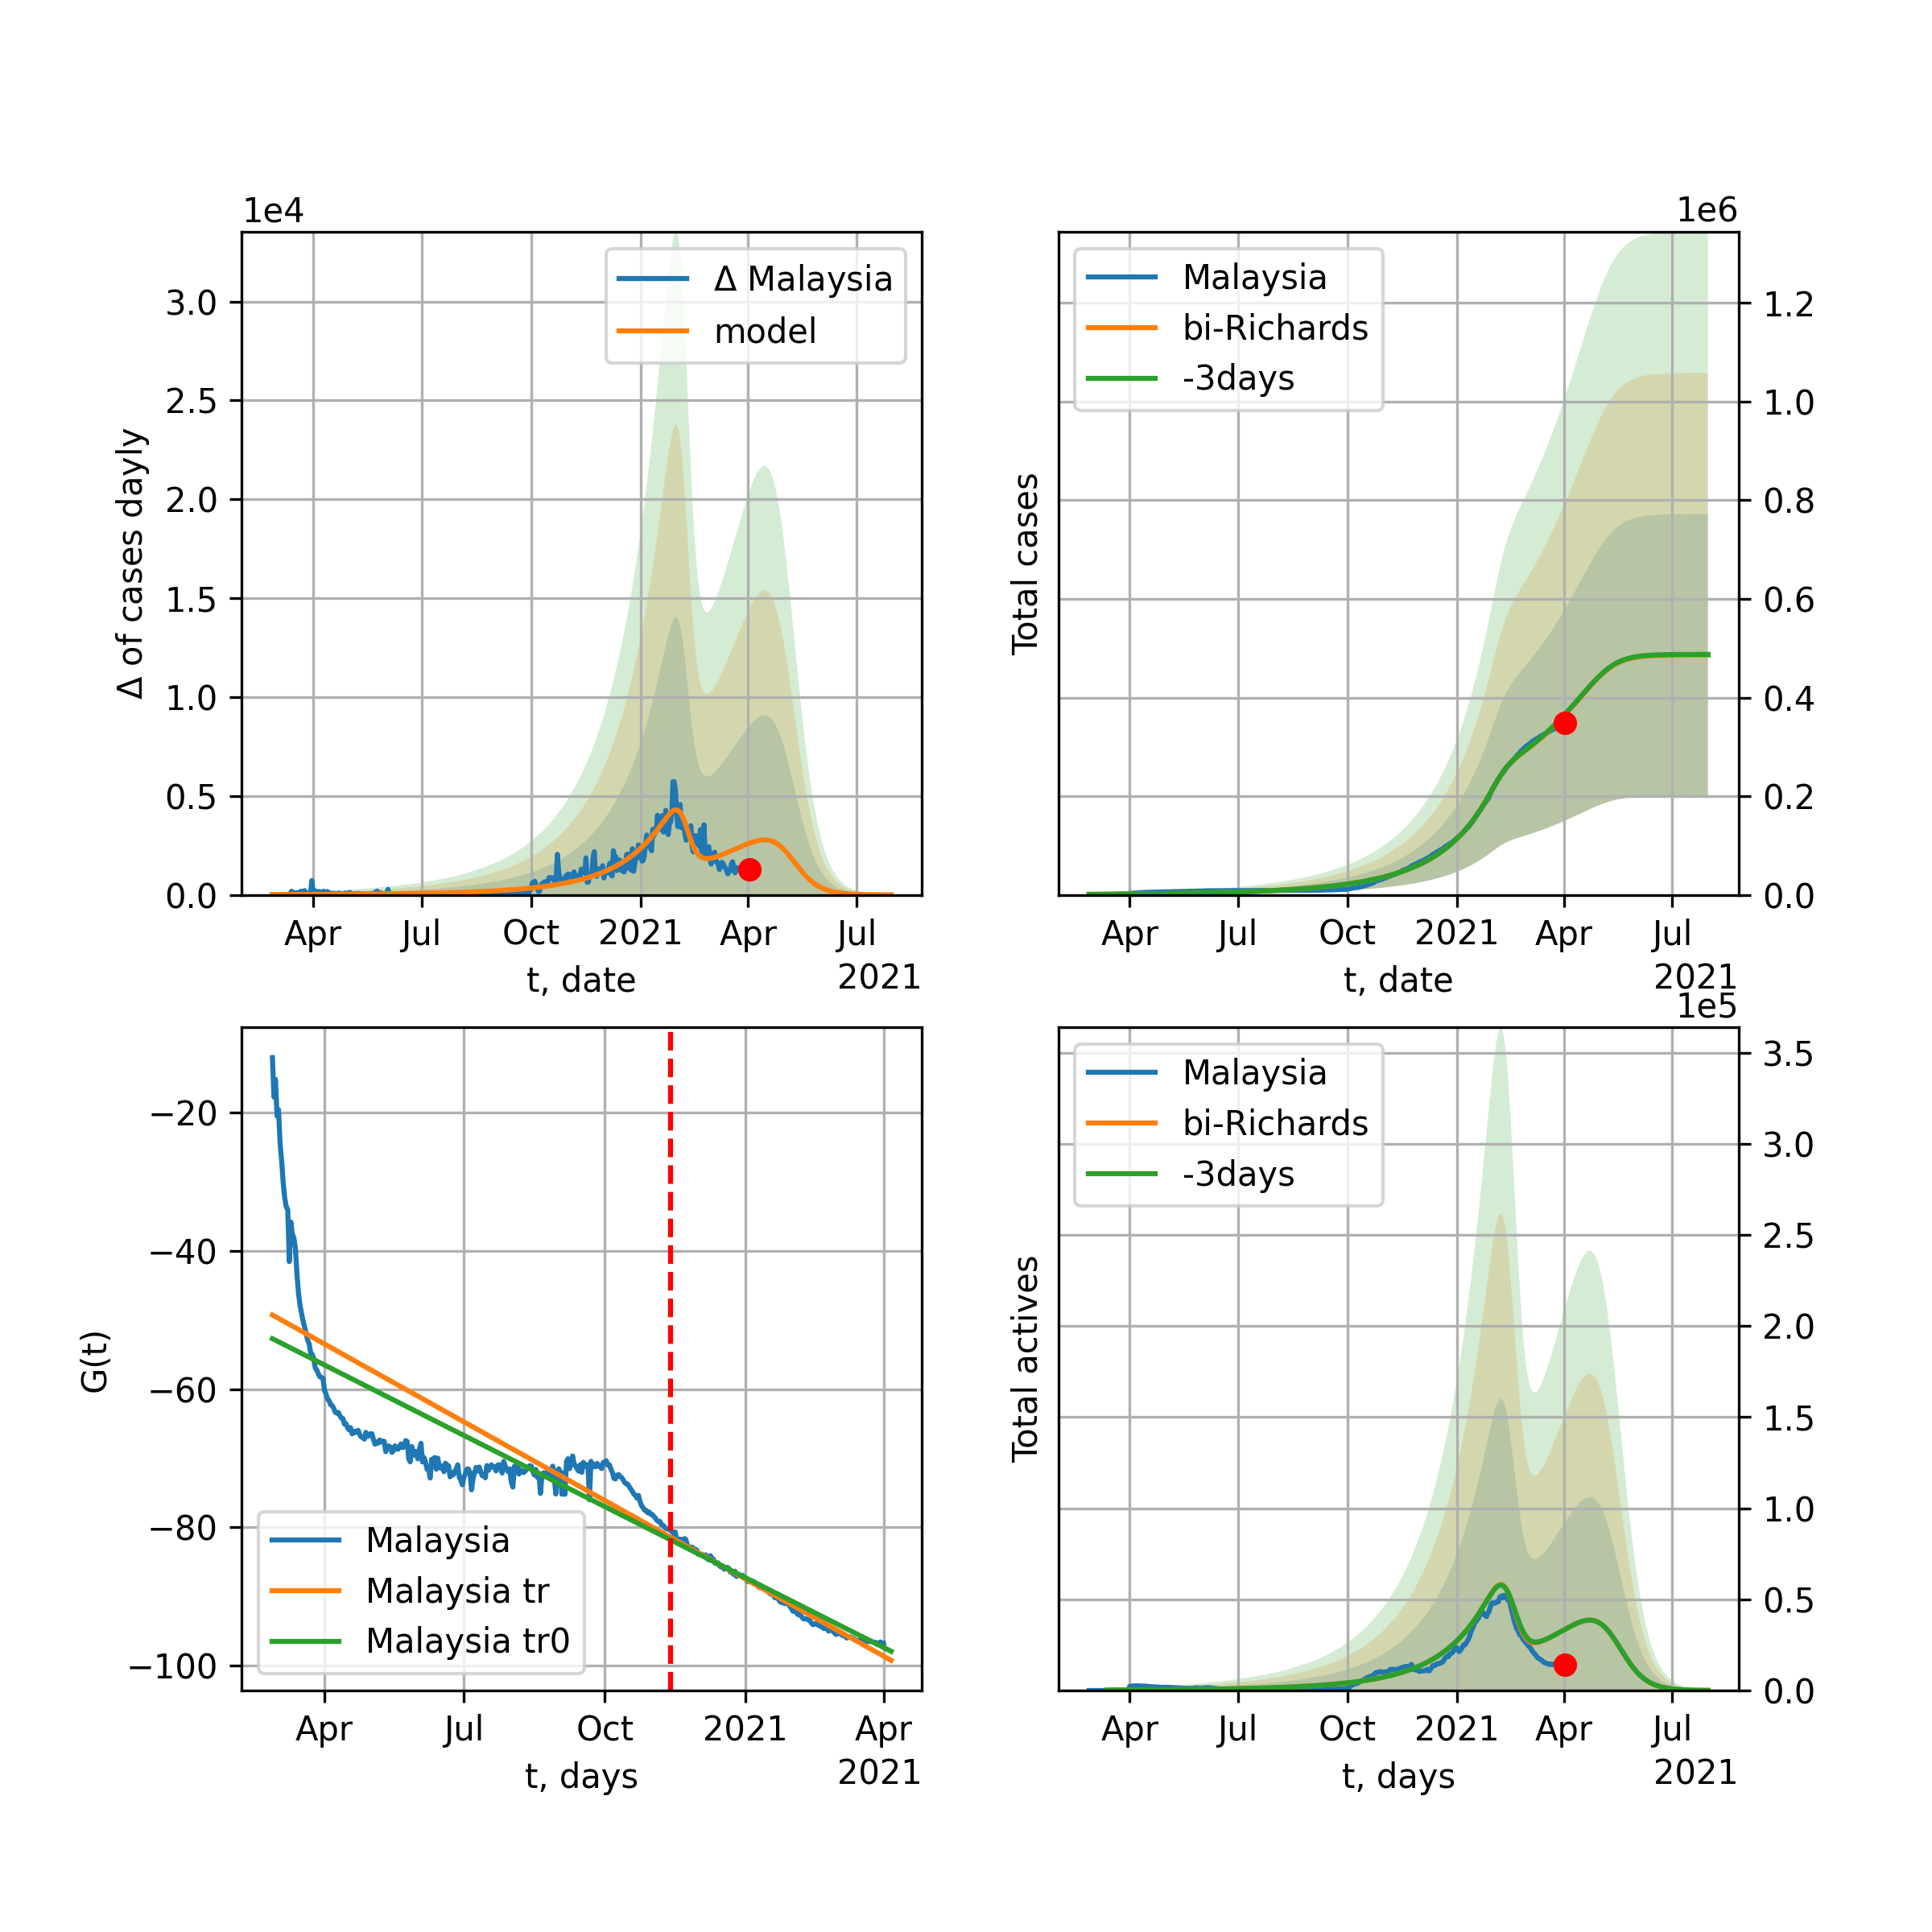 1e4
Δ of cases dayly
3.0
2.5
2.0
1.5
1.0
0.5
0.0
Δ Malaysia
model
Apr Jul Oct 2021 Apr Jul
t, date
2021
1e6
Total cases
Malaysia
bi-Richards
-3days
1.2
1.0
0.8
0.6
0.4
0.2
0.0
Apr Jul Oct 2021 Apr Jul
t, date
2021
G(t)
−20
−40
−60
−80
−100
Malaysia
Malaysia tr
Malaysia tr0
Apr Jul Oct 2021 Apr
t, days
2021
1e5
Total actives
Malaysia
bi-Richards
-3days
3.5
3.0
2.5
2.0
1.5
1.0
0.5
0.0
Apr Jul Oct 2021 Apr Jul
t, days
2021